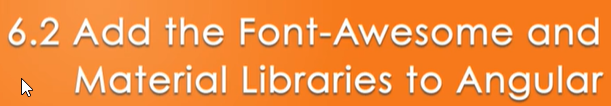 6.2 Add the Font-Awesome and
Material Libraries to Angular